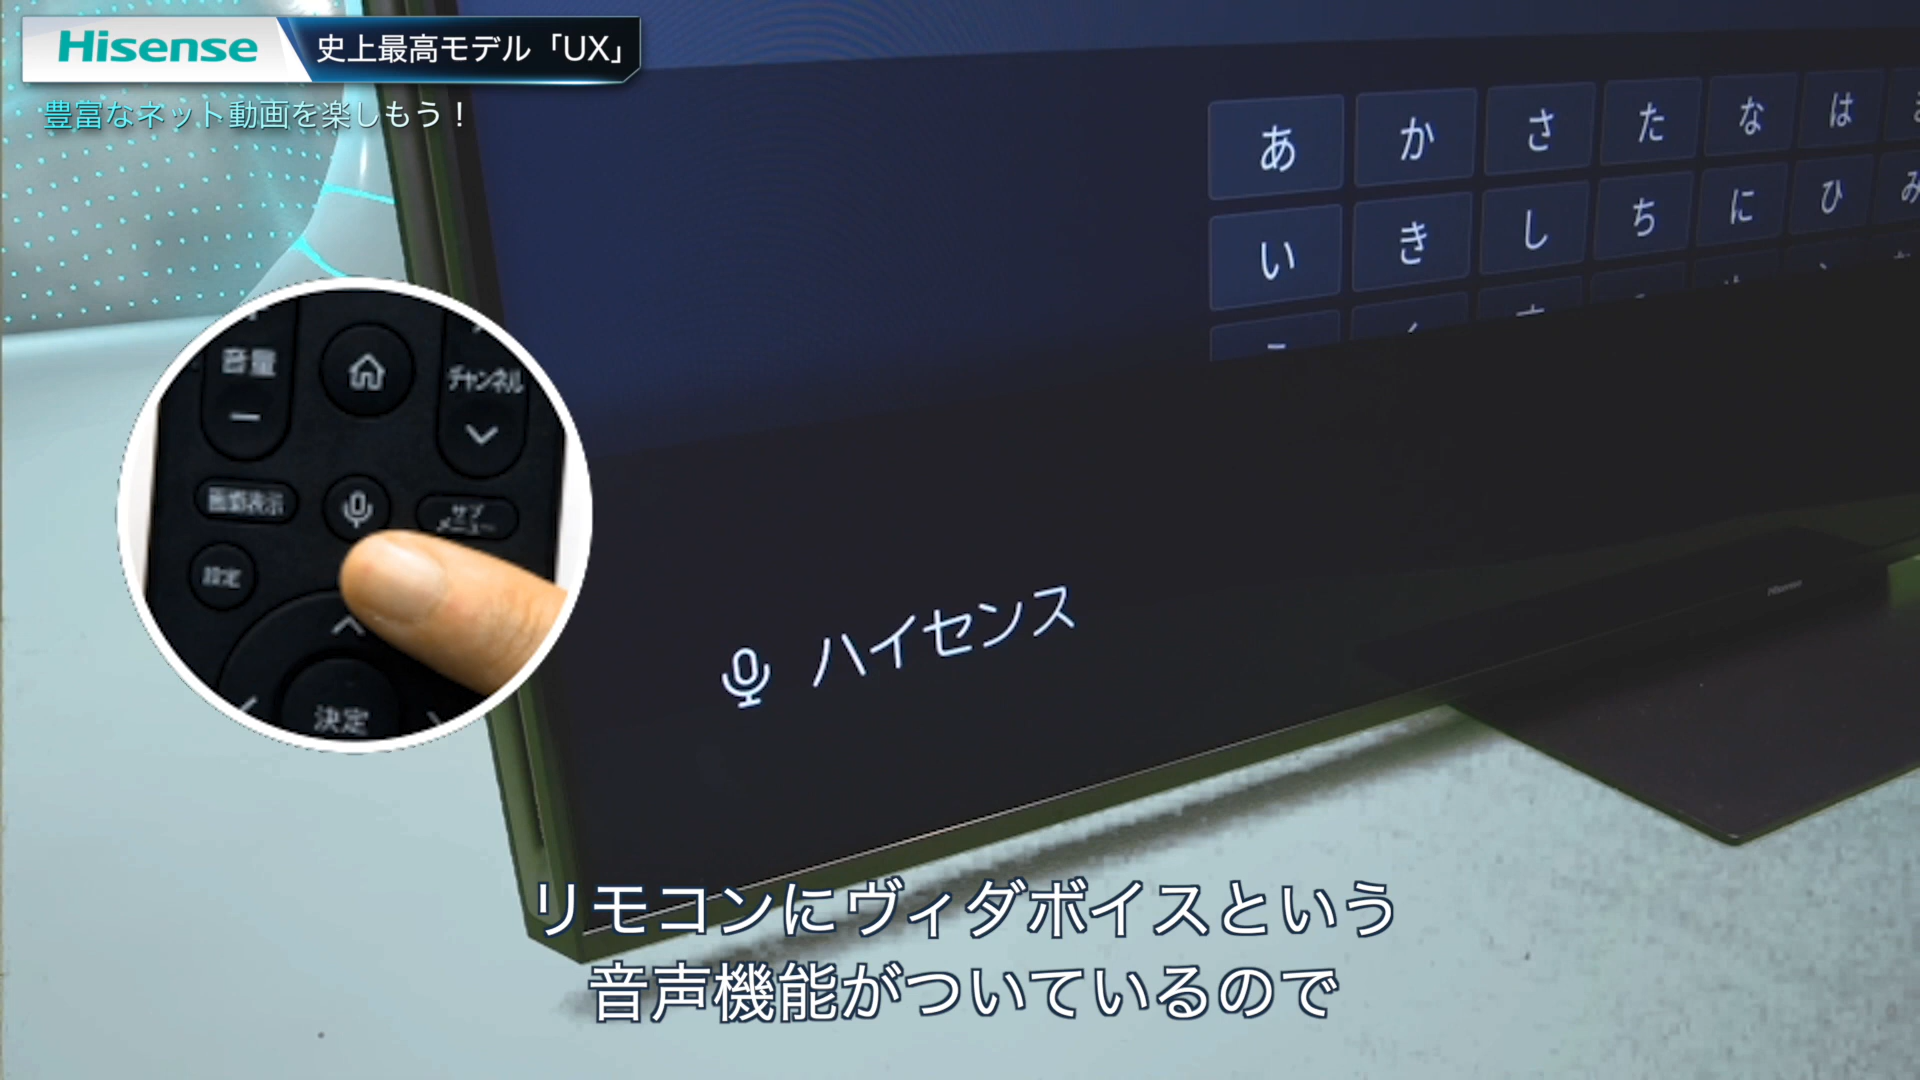 Hisense
史上最高モデル「UX」
豊富なネット動画を楽しもう！
あ か さ た な は
い き し ち に ひ み
音量
チャンネル
画面表示
サブ
メニュー
設定
決定
ハイセンス
Hisense
リモコンにヴィダボイスという
音声機能がついているので